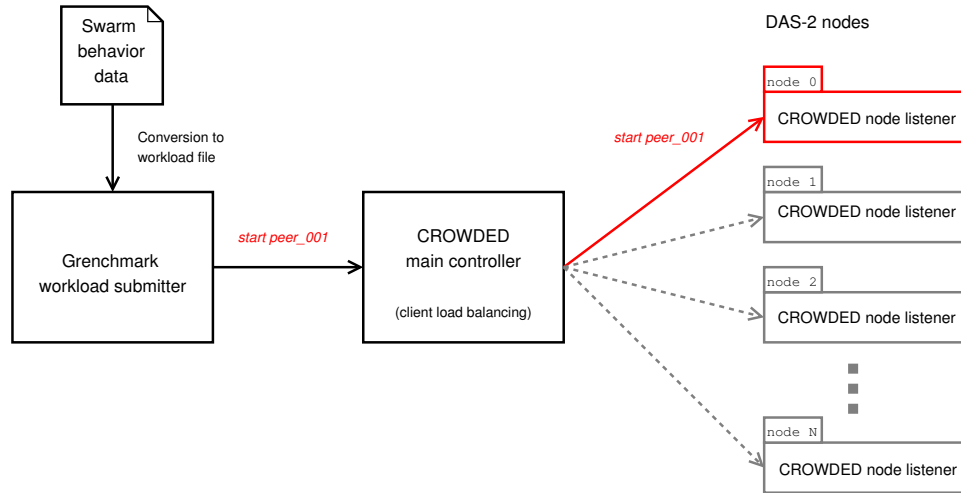 Swarm
behavior
data
Conversion to
workload file
Grenchmark
workload submitter
start peer_001
CROWDED
main controller
(client load balancing)
start peer_001
DAS-2 nodes
node 0
CROWDED node listener
node 1
CROWDED node listener
node 2
CROWDED node listener
node N
CROWDED node listener